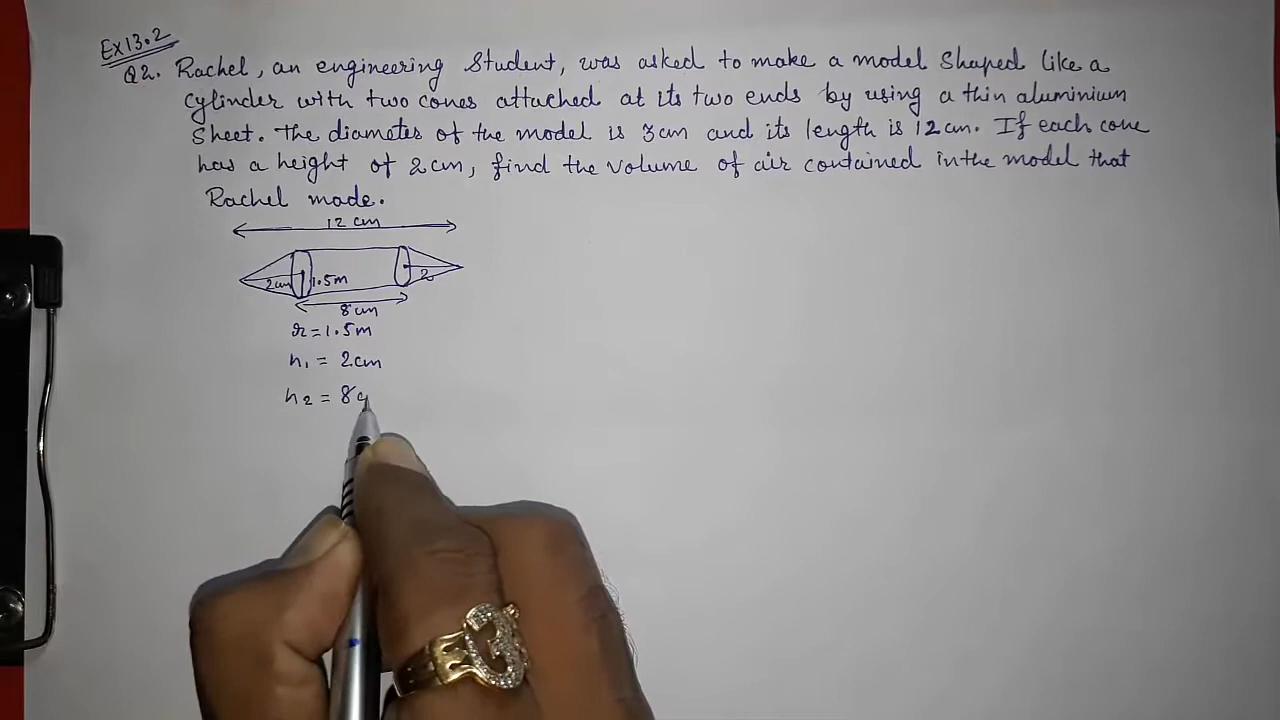 Ex 13.2
Q2. Rachel, an engineering Student, was asked to make a model Shaped like a
cylinder with two cones attached at its two ends by using a thin aluminium
Sheet. The diameter of the model is 3cm and its length is 12 cm. If each cone
has a height of 2cm, find the volume of air contained in the model that
Rachel made.
12 cm
2cm 1.5m 2
8cm
r=1.5m
h1 = 2cm
h2 = 8c